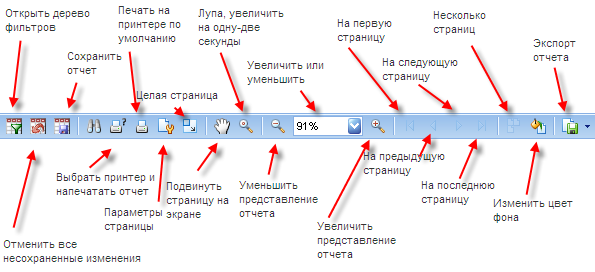 Открыть дерево
фильтров
Сохранить
отчет
Печать на
принтере по
умолчанию
Целая страница
Лупа, увеличить
на одну-две
секунды
Увеличить или
уменьшить
На первую
страницу
На следующую
страницу
Несколько
страниц
Экспорт
отчета
91%
Отменить все
несохраненные изменения
Выбрать принтер и
напечатать отчет
Параметры
страницы
Подвинуть
страницу на
экране
Уменьшить
представление
отчета
Увеличить
представление
отчета
На предыдущую
страницу
На последнюю
страницу
Изменить цвет
фона